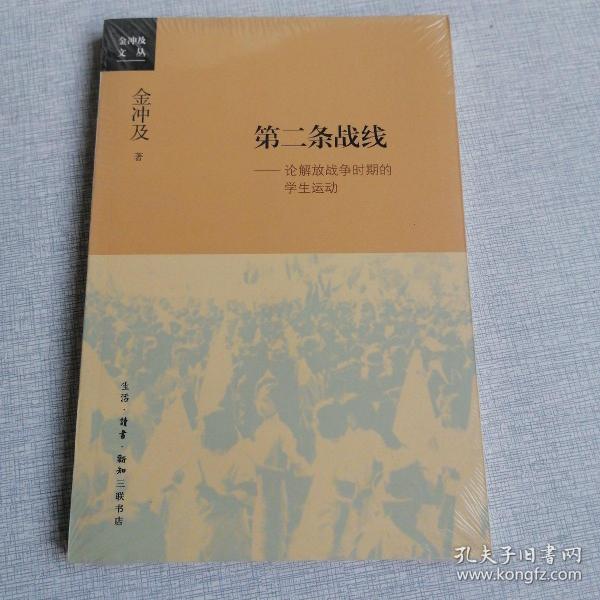 金冲及
文丛
金冲及 著
第二条战线
——论解放战争时期的
学生运动
生活·讀書·新知三联书店
孔夫子旧书网
www.kongfz.com